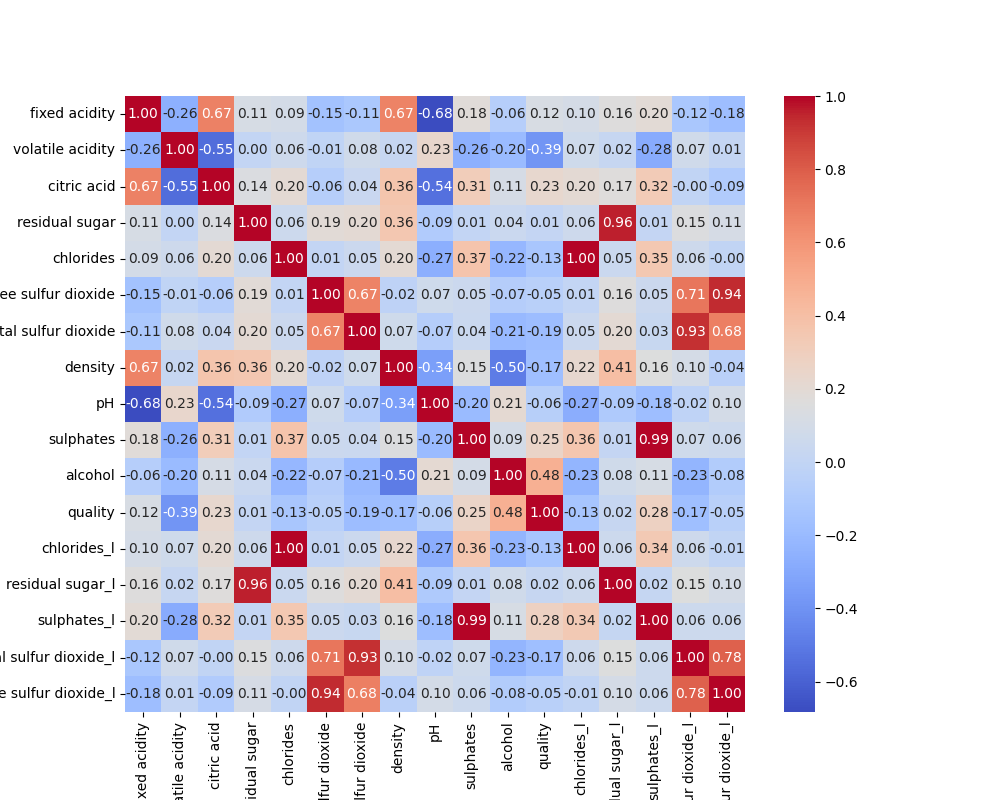 fixed acidity 1.00 -0.26 0.67 0.11 0.09 -0.15 -0.11 0.67 -0.68 0.18 -0.06 0.12 0.10 0.16 0.20 -0.12 -0.18
volatile acidity -0.26 1.00 -0.55 0.00 0.06 -0.01 0.08 0.02 0.23 -0.26 -0.20 -0.39 0.07 0.02 -0.28 0.07 0.01
citric acid 0.67 -0.55 1.00 0.14 0.20 -0.06 0.04 0.36 -0.54 0.31 0.11 0.23 0.20 0.17 0.32 -0.00 -0.09
residual sugar 0.11 0.00 0.14 1.00 0.06 0.19 0.20 0.36 -0.09 0.01 0.04 0.01 0.06 0.96 0.01 0.15 0.11
chlorides 0.09 0.06 0.20 0.06 1.00 0.01 0.05 0.20 -0.27 0.37 -0.22 -0.13 1.00 0.05 0.35 0.06 -0.00
ee sulfur dioxide -0.15 -0.01 -0.06 0.19 0.01 1.00 0.67 -0.02 0.07 0.05 -0.07 -0.05 0.01 0.16 0.05 0.71 0.94
tal sulfur dioxide -0.11 0.08 0.04 0.20 0.05 0.67 1.00 0.07 -0.07 0.04 -0.21 -0.19 0.05 0.20 0.03 0.93 0.68
density 0.67 0.02 0.36 0.36 0.20 -0.02 0.07 1.00 -0.34 0.15 -0.50 -0.17 0.22 0.41 0.16 0.10 -0.04
pH -0.68 0.23 -0.54 -0.09 -0.27 0.07 -0.07 -0.34 1.00 -0.20 0.21 -0.06 -0.27 -0.09 -0.18 -0.02 0.10
sulphates 0.18 -0.26 0.31 0.01 0.37 0.05 0.04 0.15 -0.20 1.00 0.09 0.25 0.36 0.01 0.99 0.07 0.06
alcohol -0.06 -0.20 0.11 0.04 -0.22 -0.07 -0.21 -0.50 0.21 0.09 1.00 0.48 -0.23 0.08 0.11 -0.23 -0.08
quality 0.12 -0.39 0.23 0.01 -0.13 -0.05 -0.19 -0.17 -0.06 0.25 0.48 1.00 -0.13 0.02 0.28 -0.17 -0.05
chlorides_l 0.10 0.07 0.20 0.06 1.00 0.01 0.05 0.22 -0.27 0.36 -0.23 -0.13 1.00 0.06 0.34 0.06 -0.01
residual sugar_l 0.16 0.02 0.17 0.96 0.05 0.16 0.20 0.41 -0.09 0.01 0.08 0.02 0.06 1.00 0.02 0.15 0.10
sulphates_l 0.20 -0.28 0.32 0.01 0.35 0.05 0.03 0.16 -0.18 0.99 0.11 0.28 0.34 0.02 1.00 0.06 0.06
al sulfur dioxide_l -0.12 0.07 -0.00 0.15 0.06 0.71 0.93 0.10 -0.02 0.07 -0.23 -0.17 0.06 0.15 0.06 1.00 0.78
e sulfur dioxide_l -0.18 0.01 -0.09 0.11 -0.00 0.94 0.68 -0.04 0.10 0.06 -0.08 -0.05 -0.01 0.10 0.06 0.78 1.00
xed acidity
atile acidity
citric acid
idual sugar
chlorides
lfur dioxide
lfur dioxide
density
pH
sulphates
alcohol
quality
chlorides_l
ual sugar_l
sulphates_l
ur dioxide_l
ur dioxide_l
1.0
0.8
0.6
0.4
0.2
0.0
−0.2
−0.4
−0.6